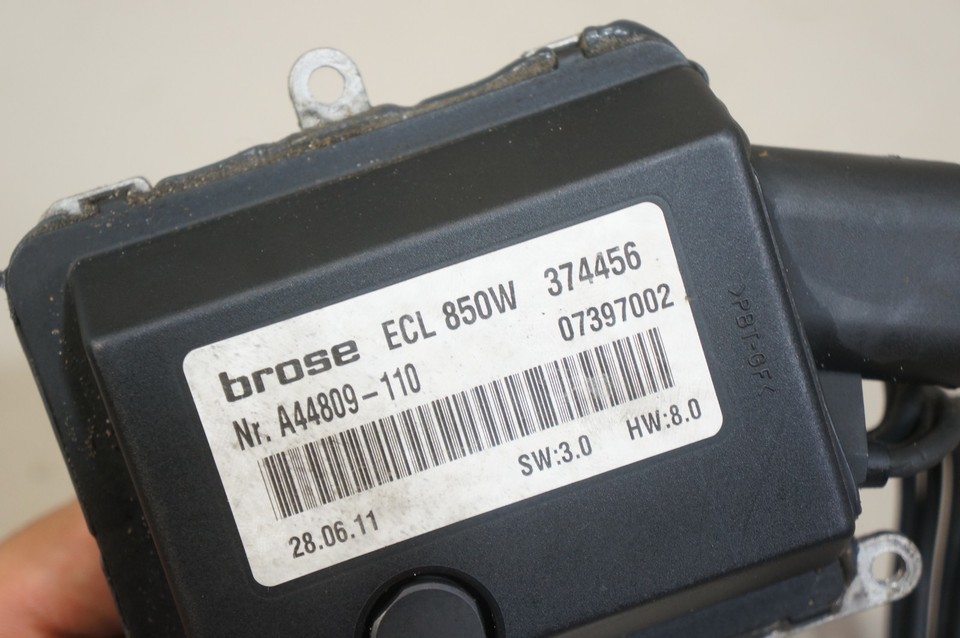 brose ECL 850W 374456
Nr. A44809-110 07397002
SW:3.0 HW:8.0
28.06.11
>PBT-GF<